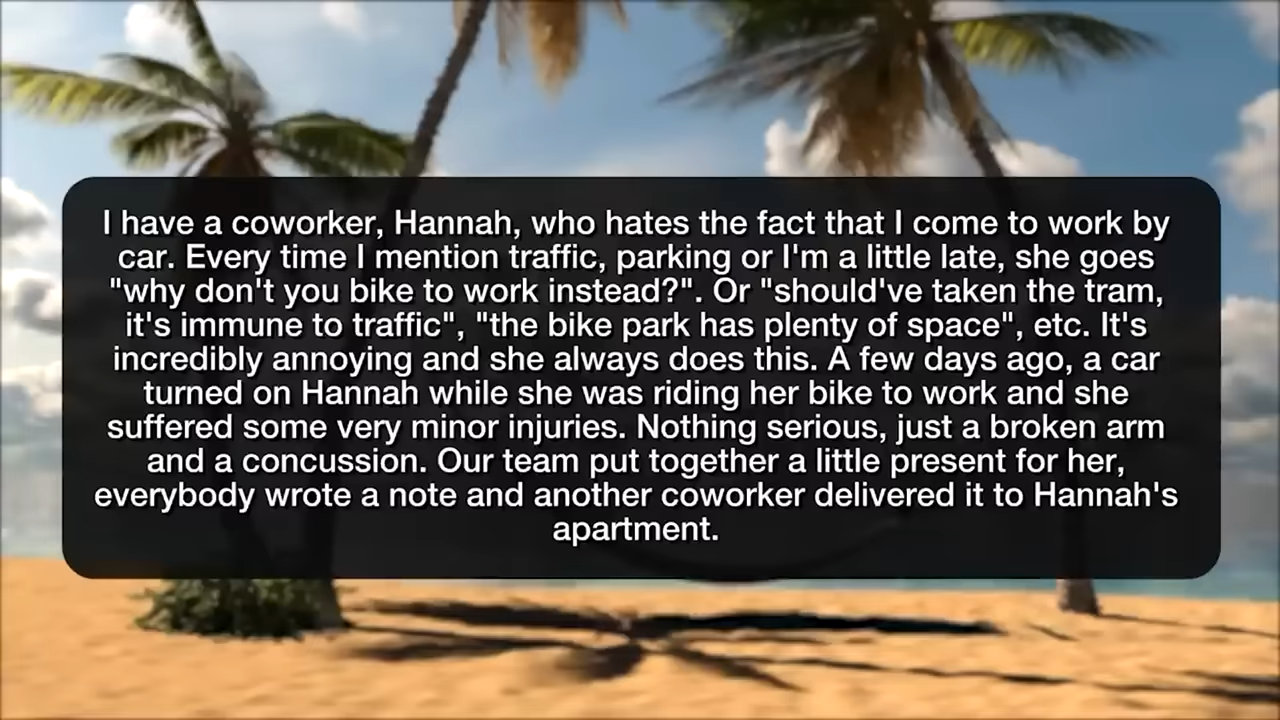 I have a coworker, Hannah, who hates the fact that I come to work by
car. Every time I mention traffic, parking or I'm a little late, she goes
"why don't you bike to work instead?". Or "should've taken the tram,
it's immune to traffic", "the bike park has plenty of space", etc. It's
incredibly annoying and she always does this. A few days ago, a car
turned on Hannah while she was riding her bike to work and she
suffered some very minor injuries. Nothing serious, just a broken arm
and a concussion. Our team put together a little present for her,
everybody wrote a note and another coworker delivered it to Hannah's
apartment.